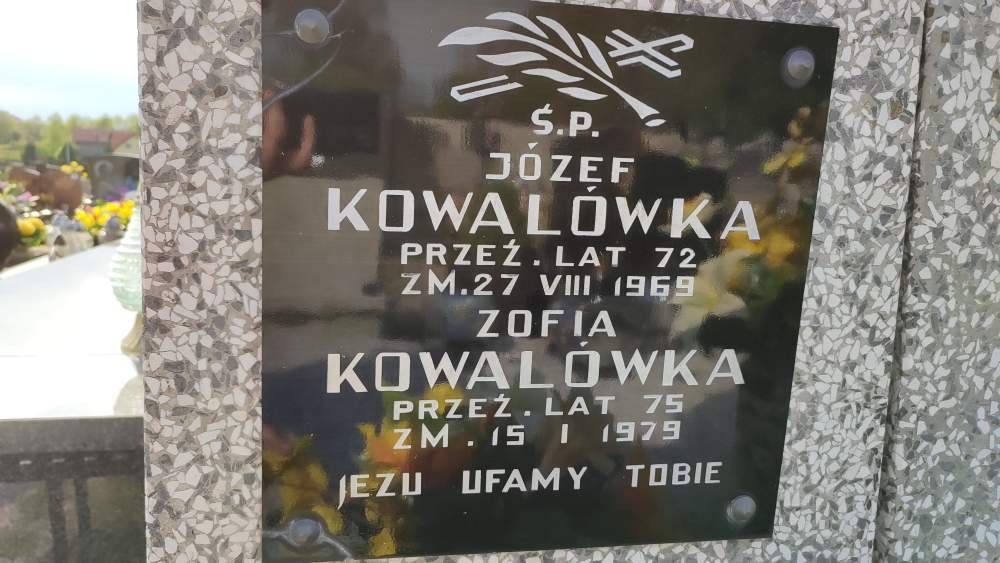 Ś.P.
JÓZEF
KOWALÓWKA
PRZEŻ. LAT 72
ZM. 27 VIII 1969
ZOFIA
KOWALÓWKA
PRZEŻ. LAT 75
ZM. 15 I 1979
JEZU UFAMY TOBIE